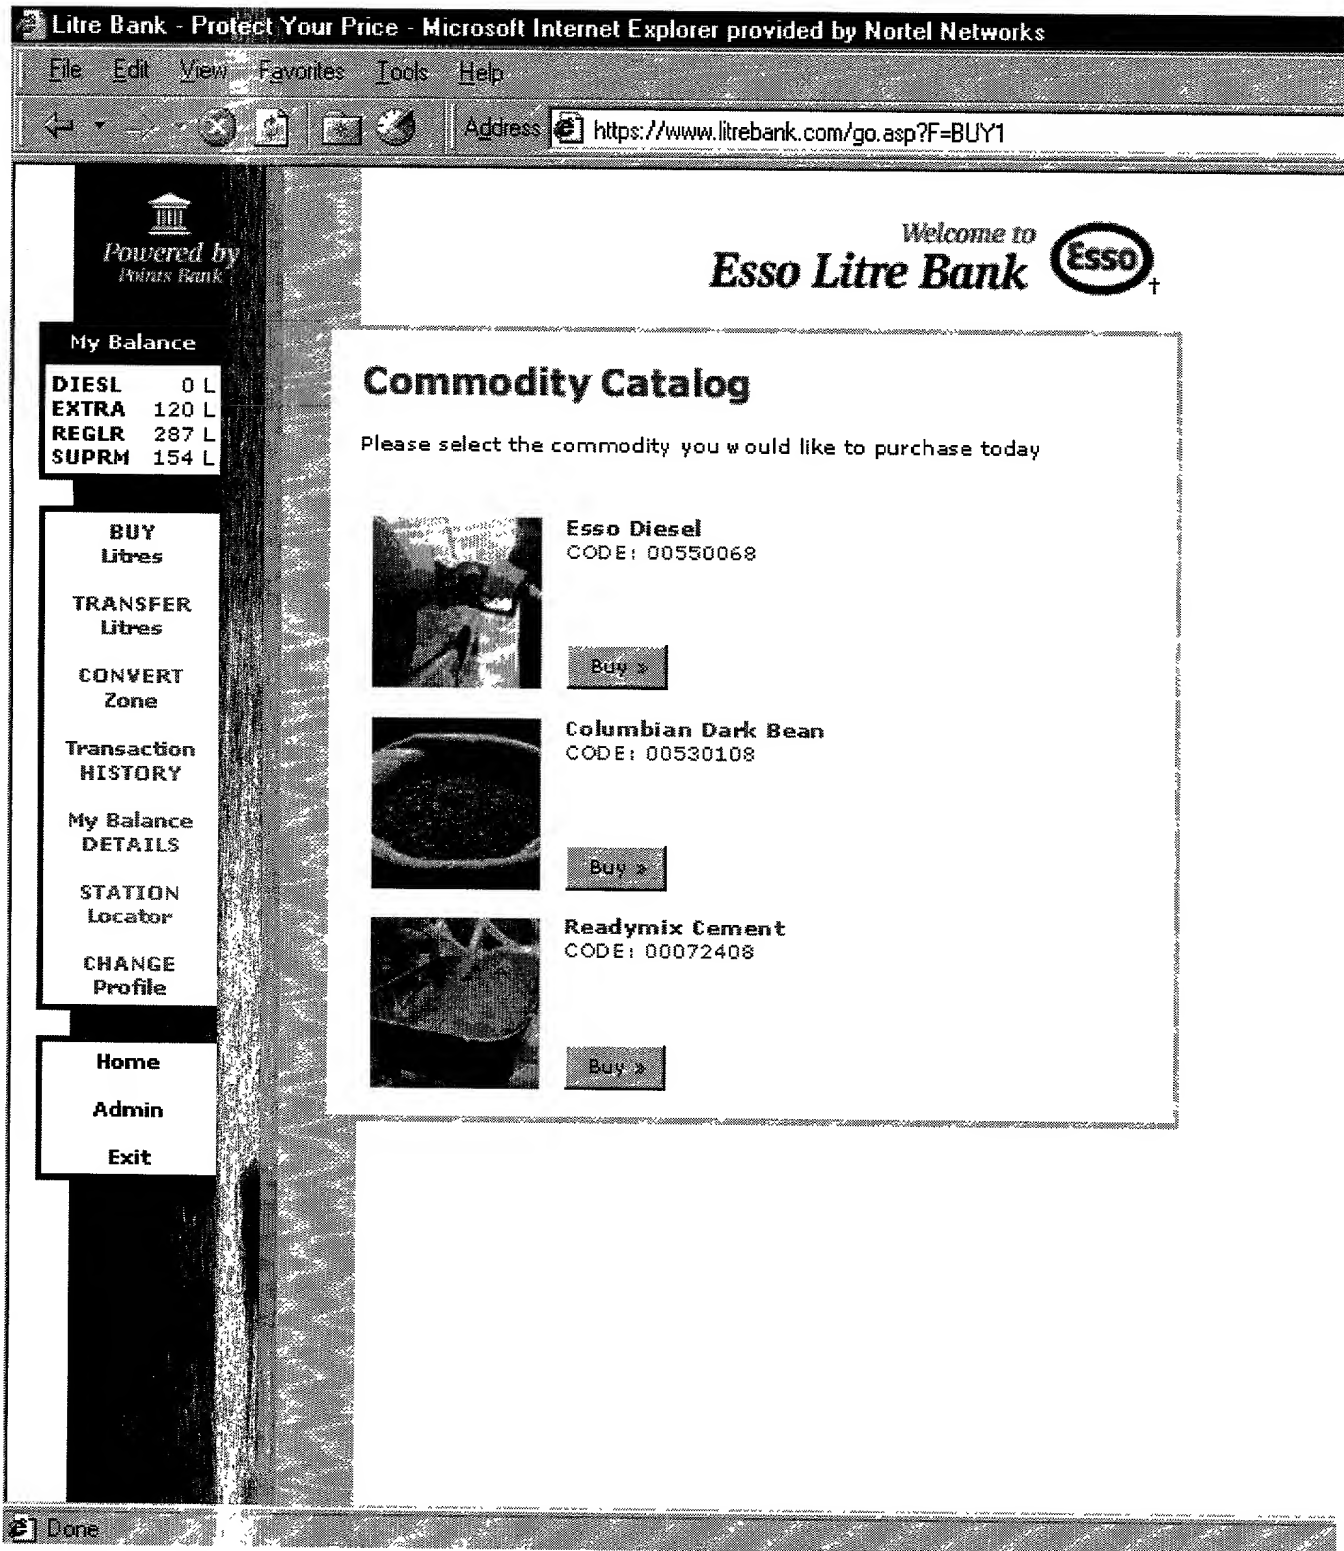 Litre Bank - Protect Your Price - Microsoft Internet Explorer provided by Nortel Networks
File Edit View Favorites Tools Help
Address https://www.litrebank.com/go.asp?F=BUY1
Powered by
Points Bank
Welcome to
Esso Litre Bank
Esso †
My Balance
DIESL 0 L
EXTRA 120 L
REGLR 287 L
SUPRM 154 L
BUY
Litres
TRANSFER
Litres
CONVERT
Zone
Transaction
HISTORY
My Balance
DETAILS
STATION
Locator
CHANGE
Profile
Home
Admin
Exit
Commodity Catalog
Please select the commodity you would like to purchase today
Esso Diesel
CODE: 00550068
Buy »
Columbian Dark Bean
CODE: 00530108
Buy »
Readymix Cement
CODE: 00072408
Buy »
Done